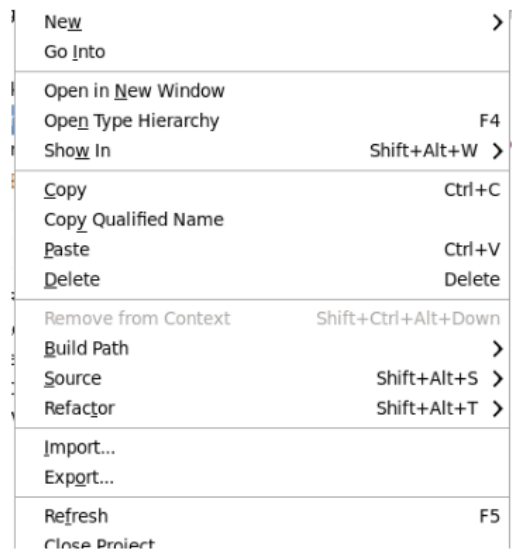 New
Go Into
Open in New Window
Open Type Hierarchy F4
Show In Shift+Alt+W
Copy Ctrl+C
Copy Qualified Name
Paste Ctrl+V
Delete Delete
Remove from Context Shift+Ctrl+Alt+Down
Build Path
Source Shift+Alt+S
Refactor Shift+Alt+T
Import...
Export...
Refresh F5
Close Project